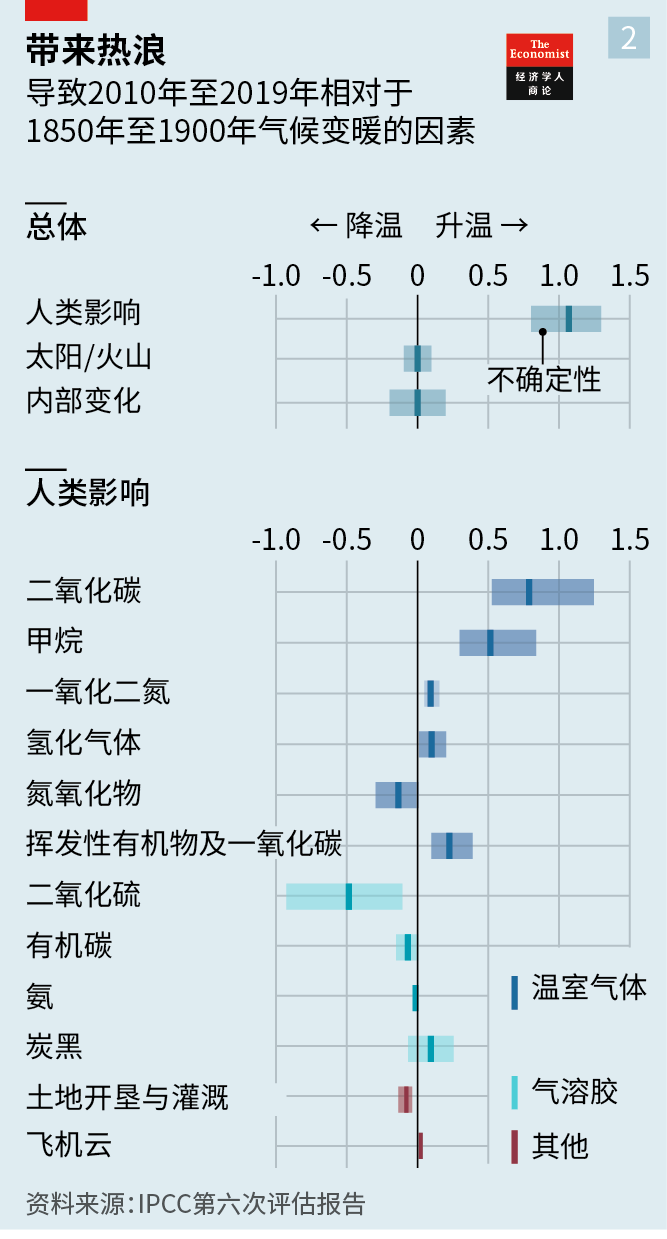 带来热浪
2
The
Economist
经济学人
商论
导致2010年至2019年相对于
1850年至1900年气候变暖的因素
总体
← 降温 升温 →
-1.0 -0.5 0 0.5 1.0 1.5
人类影响
太阳/火山
不确定性
内部变化
人类影响
-1.0 -0.5 0 0.5 1.0 1.5
二氧化碳
甲烷
一氧化二氮
氢化气体
氮氧化物
挥发性有机物及一氧化碳
二氧化硫
有机碳
温室气体
氨
炭黑
气溶胶
土地开垦与灌溉
飞机云
其他
资料来源:IPCC第六次评估报告